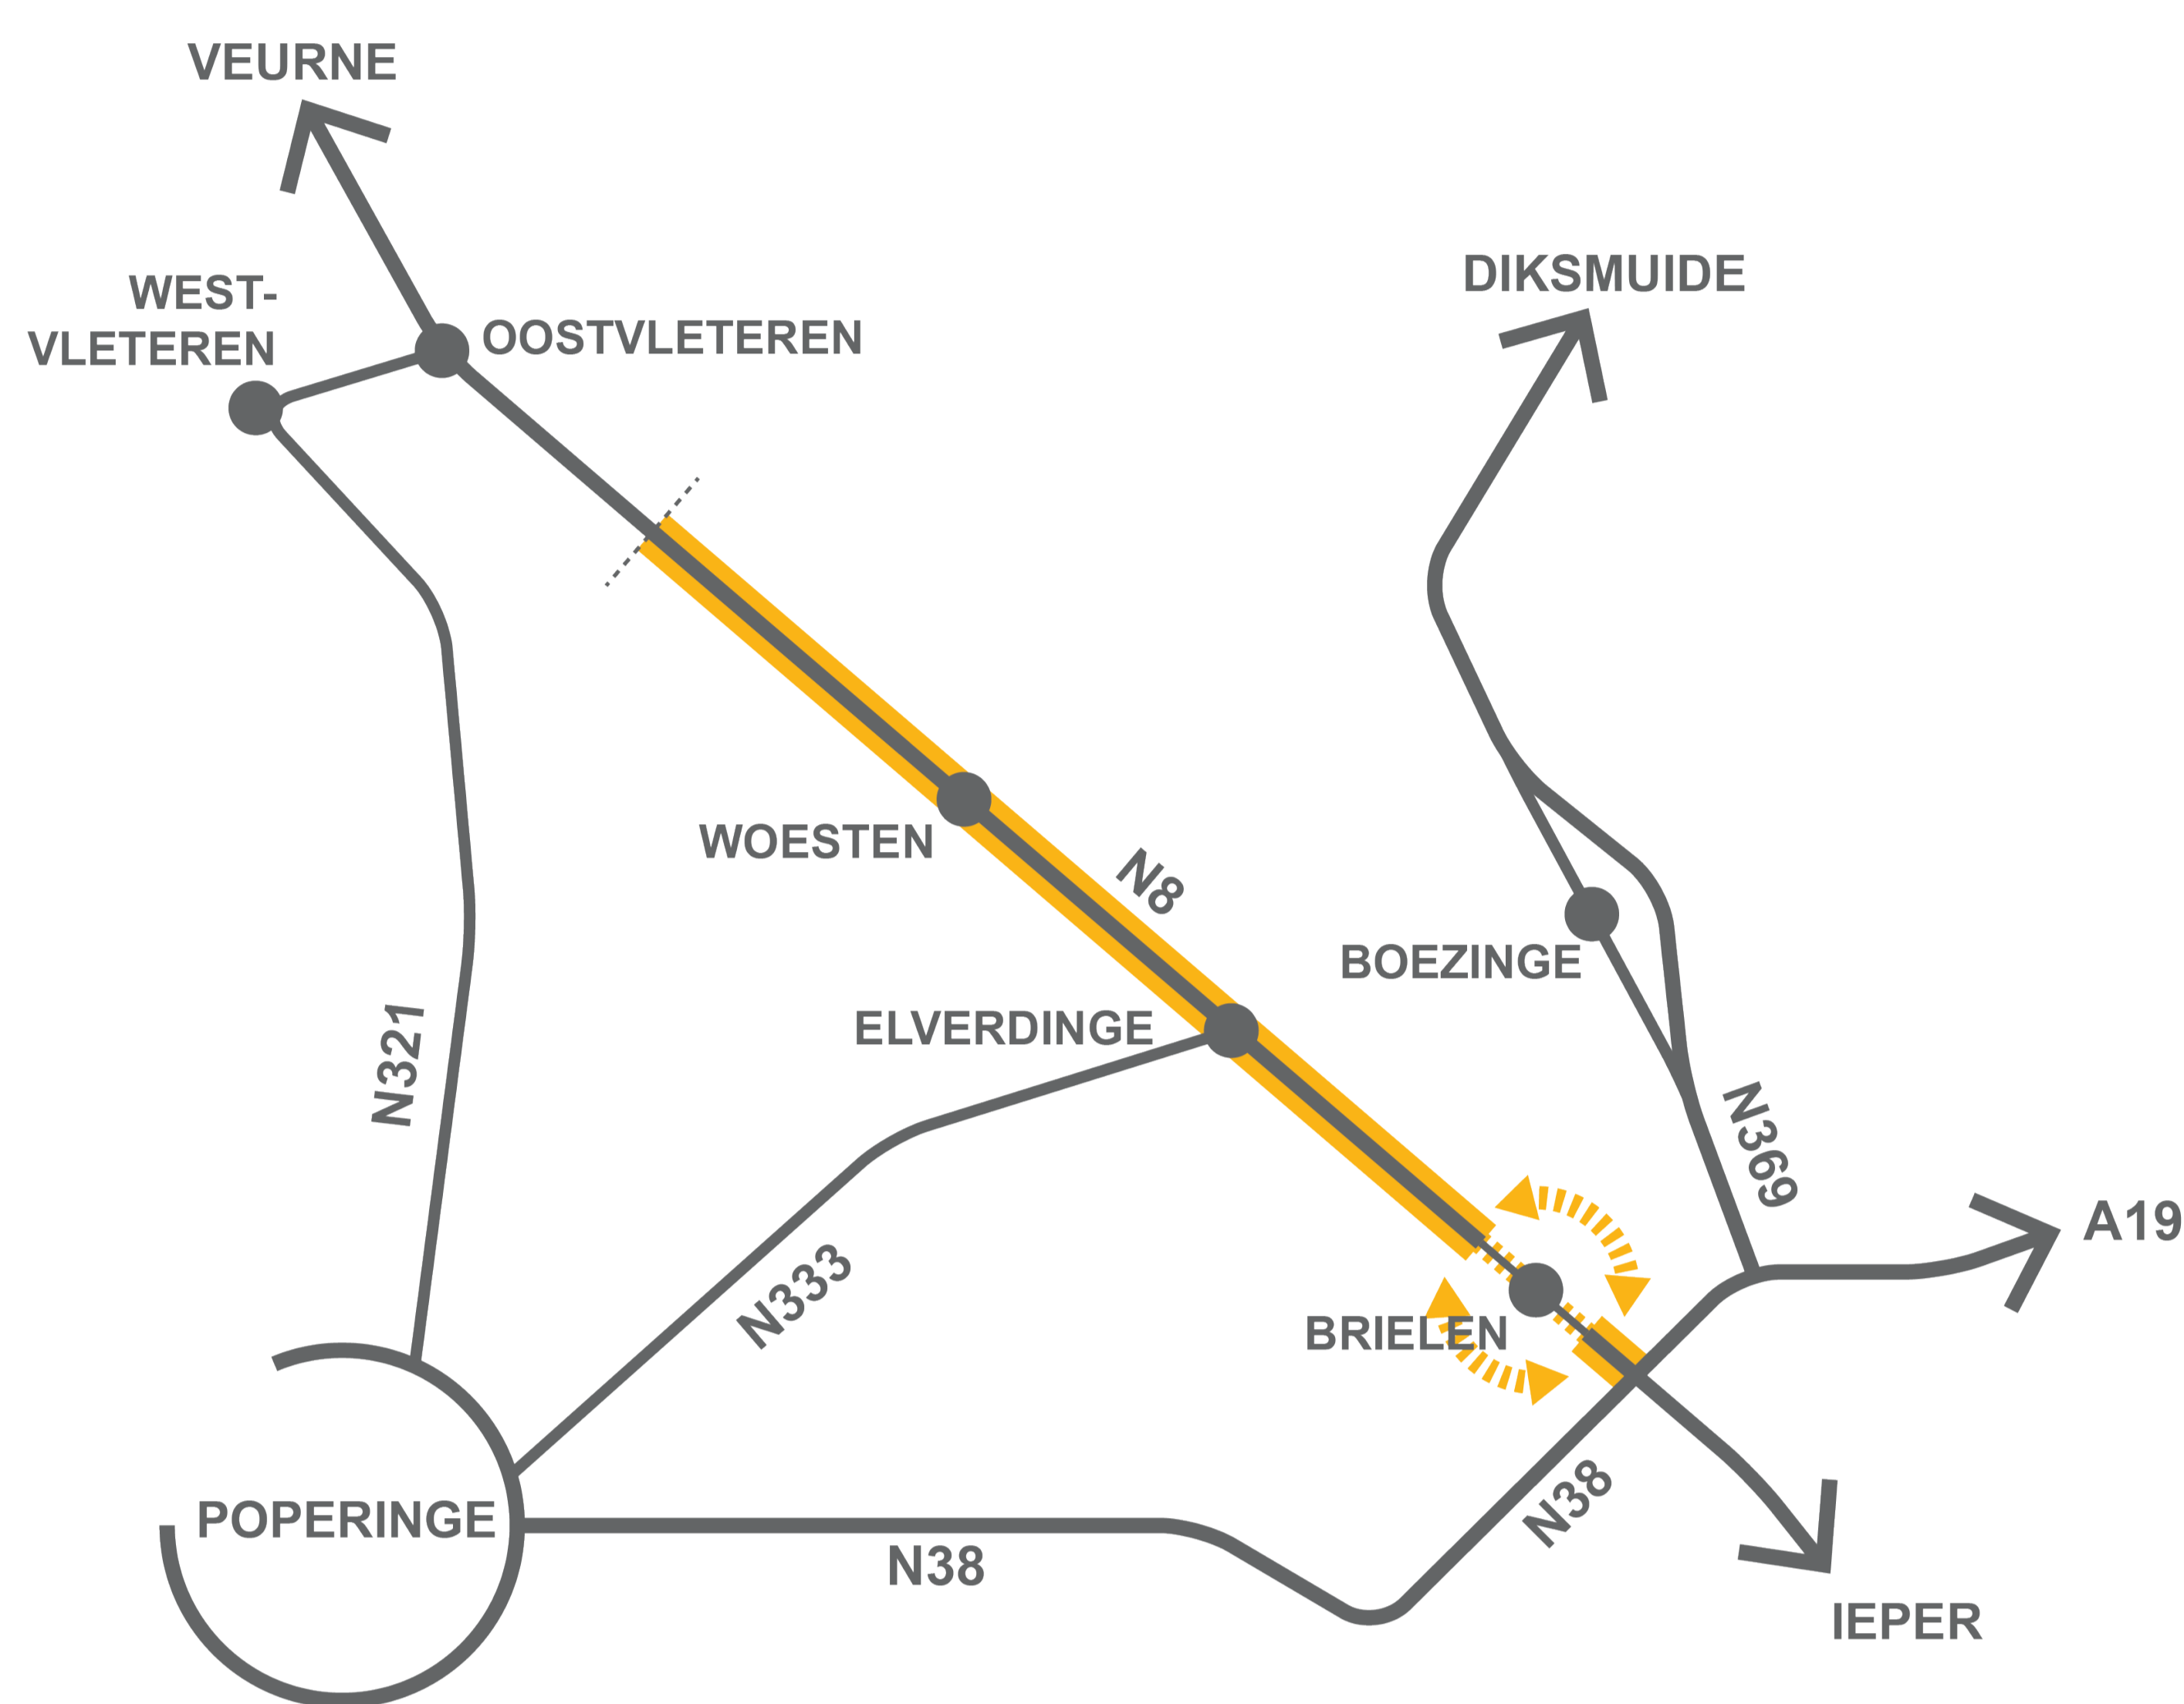 VEURNE
DIKSMUIDE
WEST-
VLETEREN
OOSTVLETEREN
WOESTEN
N8
BOEZINGE
ELVERDINGE
N321
N369
A19
N333
BRIELEN
POPERINGE
N38
N38
IEPER